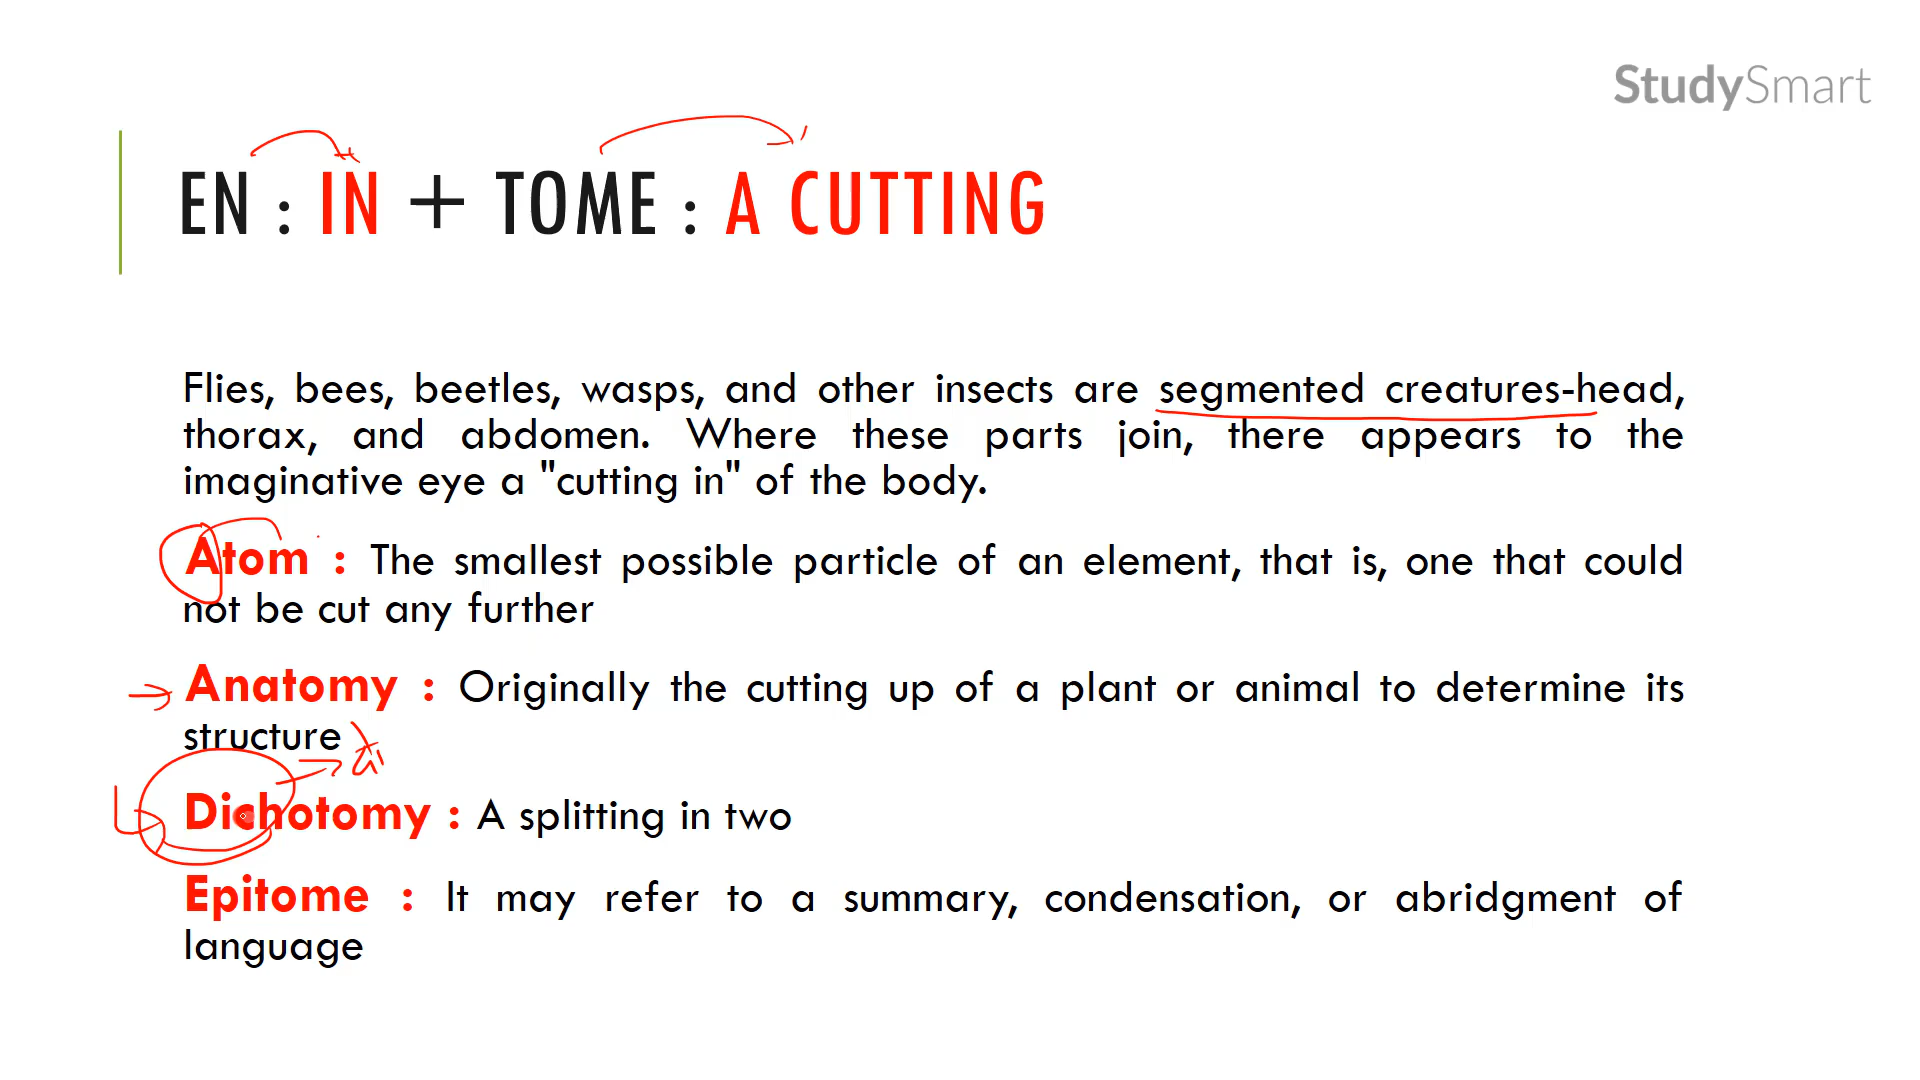 StudySmart
EN : IN + TOME : A CUTTING
Flies, bees, beetles, wasps, and other insects are segmented creatures-head,
thorax, and abdomen. Where these parts join, there appears to the
imaginative eye a "cutting in" of the body.
Atom : The smallest possible particle of an element, that is, one that could
not be cut any further
Anatomy : Originally the cutting up of a plant or animal to determine its
structure
Dichotomy : A splitting in two
Epitome : It may refer to a summary, condensation, or abridgment of
language